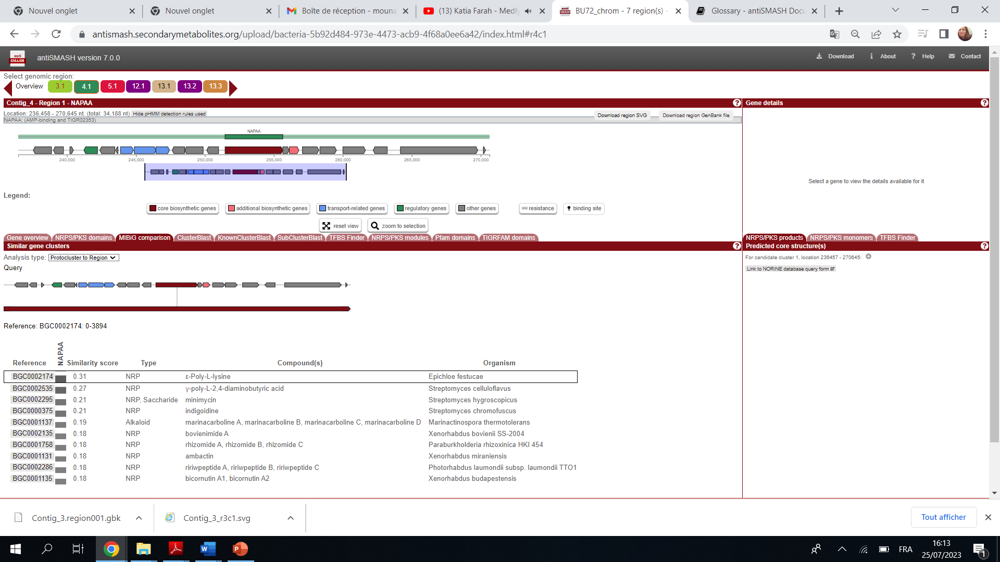 Nouvel onglet
Nouvel onglet
Boîte de réception - mouna
(13) Katia Farah - Medly
BU72_chrom - 7 region(s) -
Glossary - antiSMASH Docu
antismash.secondarymetabolites.org/upload/bacteria-5b92d484-973e-4473-acb9-4f68a0ee6a42/index.html#r4c1
anti SMASH
antiSMASH version 7.0.0
Download
About
Help
Contact
Select genomic region:
Overview 3.1 4.1 5.1 12.1 13.1 13.2 13.3
Contig_4 - Region 1 - NAPAA
Gene details
Location: 236,458 - 270,645 nt. (total: 34,188 nt) Hide pHMM detection rules used
Download region SVG
Download region GenBank file
NAPAA: (AMP-binding and TIGR02353)
NAPAA
240,000 245,000 250,000 255,000 260,000 265,000 270,000
Select a gene to view the details available for it
Legend:
core biosynthetic genes
additional biosynthetic genes
transport-related genes
regulatory genes
other genes
resistance
binding site
reset view
zoom to selection
Gene overview
NRPS/PKS domains
MIBiG comparison
ClusterBlast
KnownClusterBlast
SubClusterBlast
TFBS Finder
NRPS/PKS modules
Pfam domains
TIGRFAM domains
NRPS/PKS products
NRPS/PKS monomers
TFBS Finder
Similar gene clusters
Predicted core structure(s)
Analysis type: Protocluster to Region
For candidate cluster 1, location 236457 - 270645:
Query
Link to NORINE database query form
Reference: BGC0002174: 0-3894
Reference NAPAA Similarity score Type Compound(s) Organism
BGC0002174 0.31 NRP ε-Poly-L-lysine Epichloe festucae
BGC0002535 0.27 NRP γ-poly-L-2,4-diaminobutyric acid Streptomyces celluloflavus
BGC0002295 0.21 NRP, Saccharide minimycin Streptomyces hygroscopicus
BGC0000375 0.21 NRP indigoidine Streptomyces chromofuscus
BGC0001137 0.19 Alkaloid marinacarboline A, marinacarboline B, marinacarboline C, marinacarboline D Marinactinospora thermotolerans
BGC0002135 0.18 NRP bovienimide A Xenorhabdus bovienii SS-2004
BGC0001758 0.18 NRP rhizomide A, rhizomide B, rhizomide C Paraburkholderia rhizoxinica HKI 454
BGC0001131 0.18 NRP ambactin Xenorhabdus miraniensis
BGC0002286 0.18 NRP ririwpeptide A, ririwpeptide B, ririwpeptide C Photorhabdus laumondii subsp. laumondii TTO1
BGC0001135 0.18 NRP bicornutin A1, bicornutin A2 Xenorhabdus budapestensis
Contig_3.region001.gbk
Contig_3_r3c1.svg
Tout afficher
FRA
16:13
25/07/2023
1